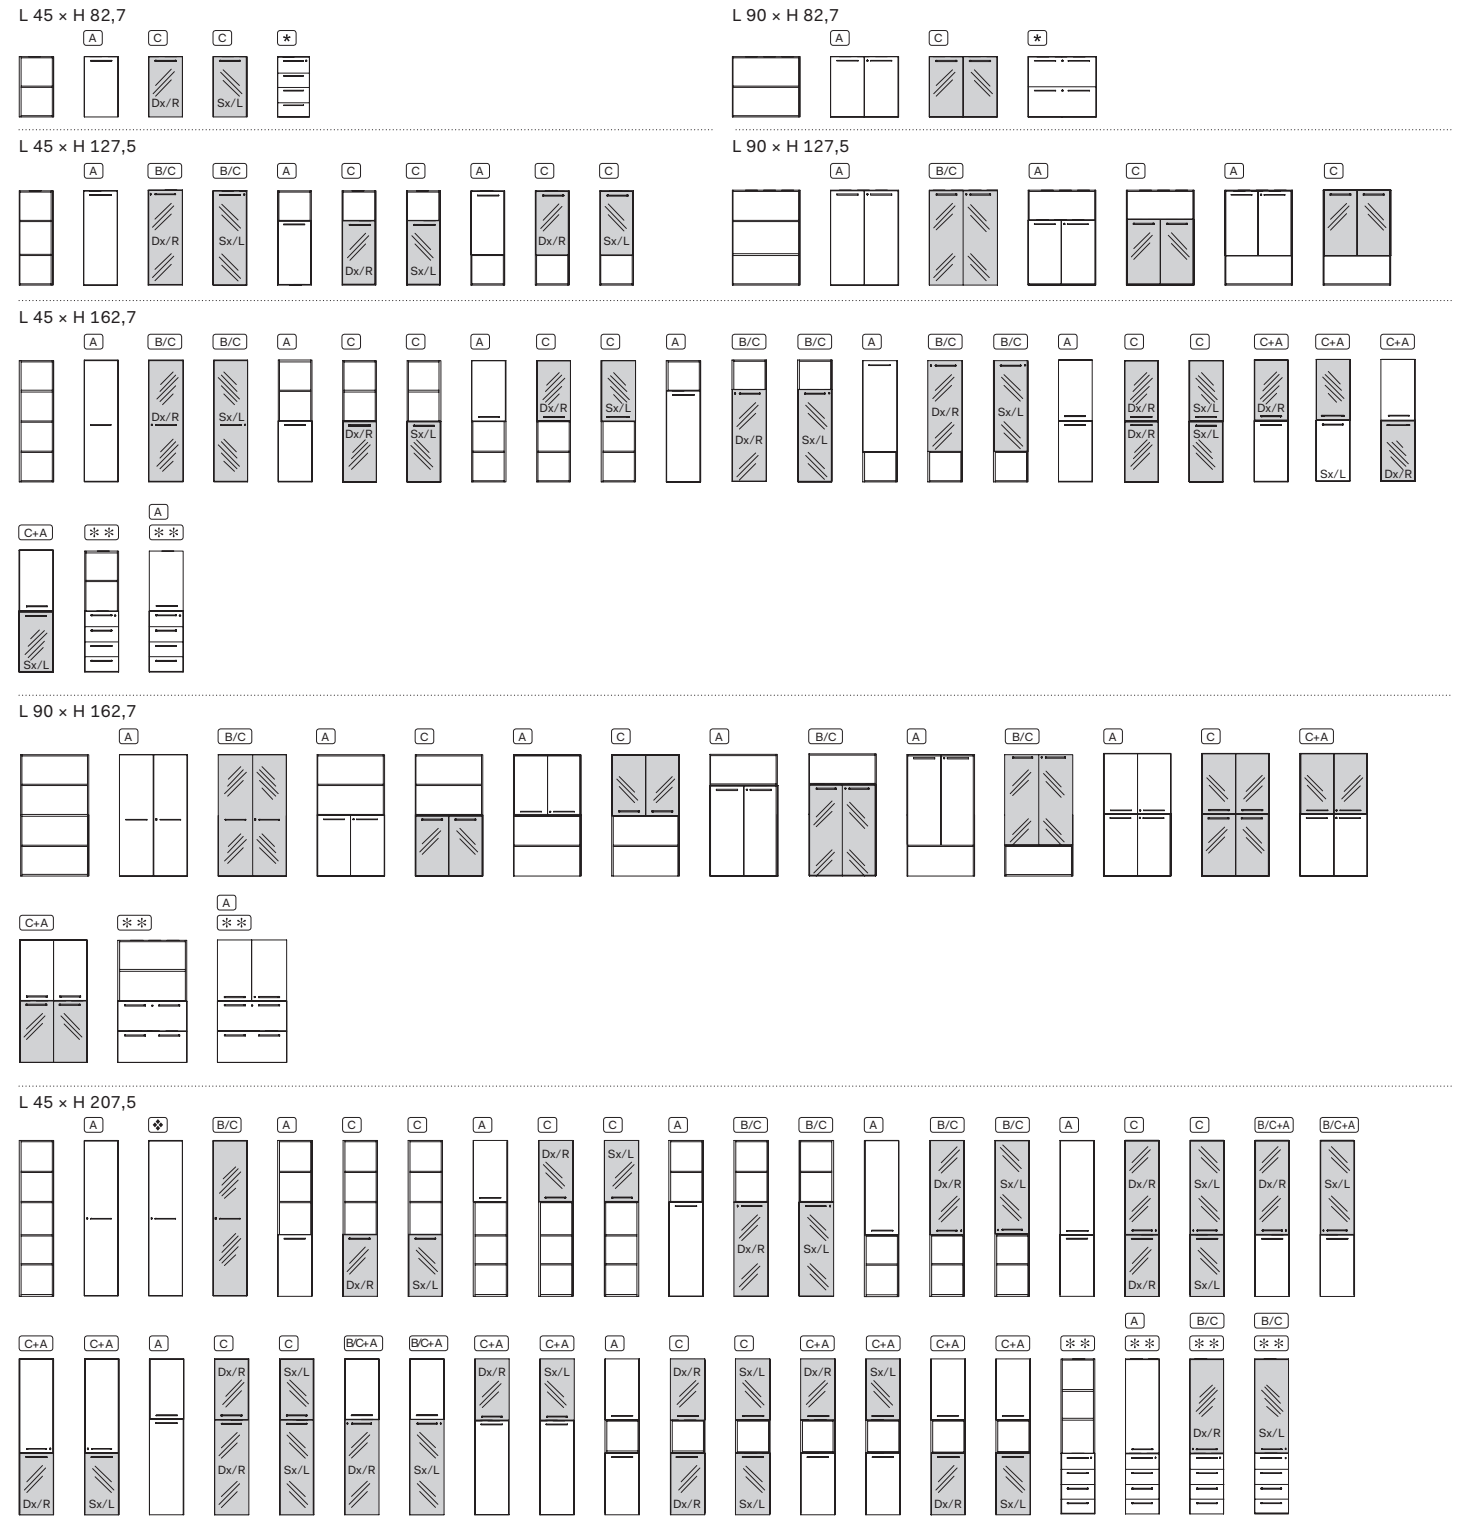 L 45 × H 82,7
A C C *
Dx/R Sx/L
L 90 × H 82,7
A C *
L 45 × H 127,5
A B/C B/C A C C A C C
Dx/R Sx/L Dx/R Sx/L
Dx/R Sx/L
L 90 × H 127,5
A B/C A C A C
L 45 × H 162,7
A B/C B/C A C C A C C A B/C B/C A B/C B/C A C C C+A C+A C+A
Dx/R Sx/L Dx/R Sx/L Dx/R Sx/L Dx/R Sx/L Dx/R
Dx/R Sx/L Dx/R Sx/L Dx/R Sx/L
Sx/L Dx/R
A
C+A ✻✻ ✻✻
Sx/L
L 90 × H 162,7
A B/C A C A C A B/C A B/C A C C+A
A
C+A ✻✻ ✻✻
L 45 × H 207,5
A ❖ B/C A C C A C C A B/C B/C A B/C B/C A C C B/C+A B/C+A
Dx/R Sx/L
Dx/R Sx/L Dx/R Sx/L Dx/R Sx/L
Dx/R Sx/L
Dx/R Sx/L Dx/R Sx/L
A B/C B/C
C+A C+A A C C B/C+A B/C+A C+A C+A A C C C+A C+A C+A C+A ✻✻ ✻✻ ✻✻ ✻✻
Dx/R Sx/L Dx/R Sx/L Dx/R Sx/L Dx/R Sx/L
Dx/R Sx/L
Dx/R Sx/L Dx/R Sx/L
Dx/R Sx/L Dx/R Sx/L Dx/R Sx/L